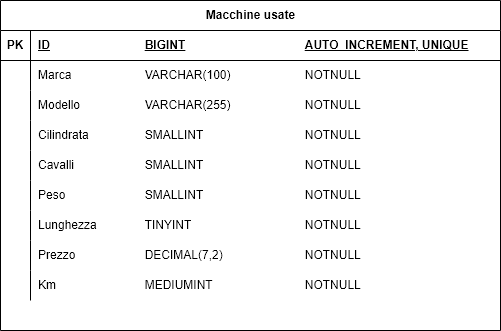 Macchine usate
PK ID BIGINT AUTO_INCREMENT, UNIQUE
Marca VARCHAR(100) NOTNULL
Modello VARCHAR(255) NOTNULL
Cilindrata SMALLINT NOTNULL
Cavalli SMALLINT NOTNULL
Peso SMALLINT NOTNULL
Lunghezza TINYINT NOTNULL
Prezzo DECIMAL(7,2) NOTNULL
Km MEDIUMINT NOTNULL